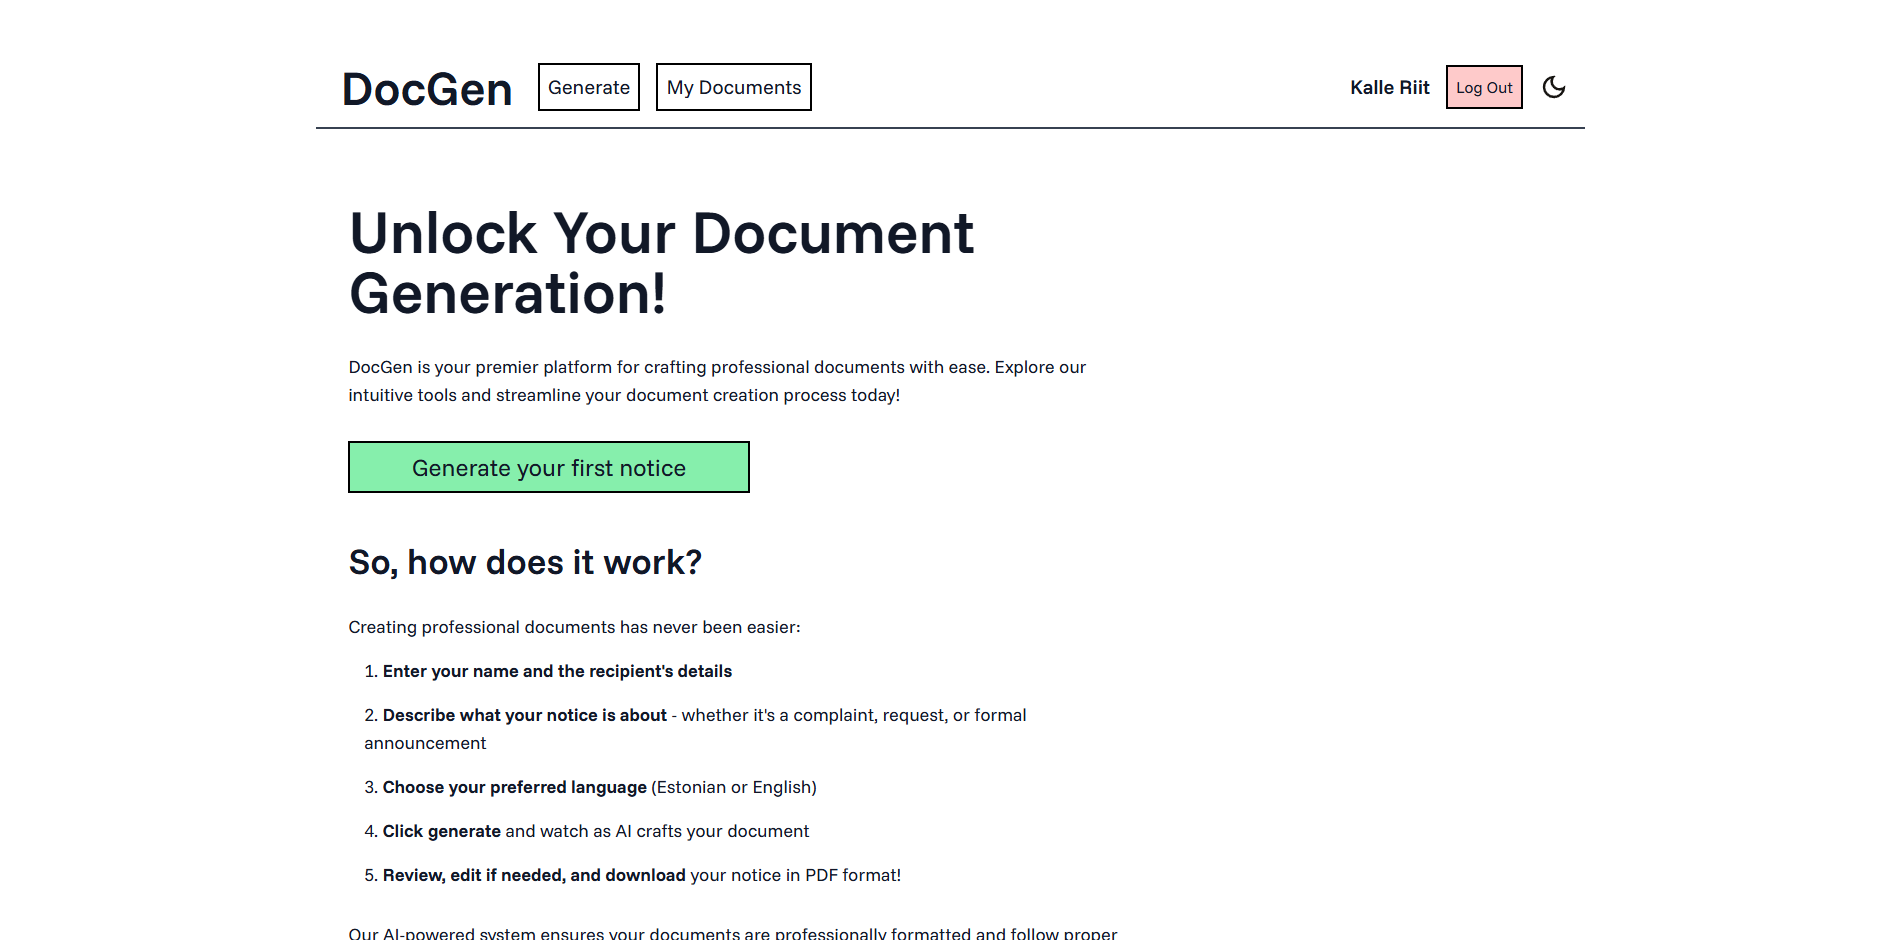 DocGen
Generate
My Documents
Kalle Riit
Log Out
Unlock Your Document
Generation!
DocGen is your premier platform for crafting professional documents with ease. Explore our
intuitive tools and streamline your document creation process today!
Generate your first notice
So, how does it work?
Creating professional documents has never been easier:
1. Enter your name and the recipient's details
2. Describe what your notice is about - whether it's a complaint, request, or formal
announcement
3. Choose your preferred language (Estonian or English)
4. Click generate and watch as AI crafts your document
5. Review, edit if needed, and download your notice in PDF format!
Our AI-powered system ensures your documents are professionally formatted and follow proper